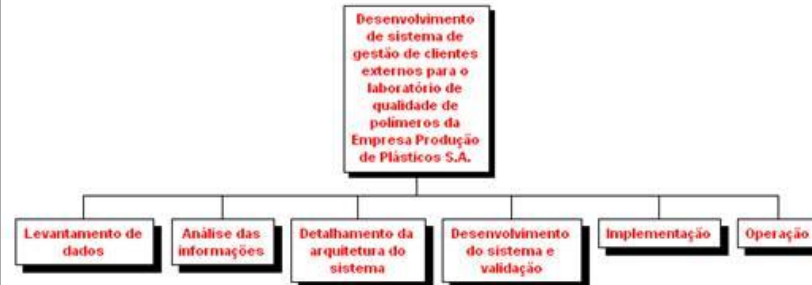 Desenvolvimento
de sistema de
gestão de clientes
externos para o
laboratório de
qualidade de
polímeros da
Empresa Produção
de Plásticos S.A.
Levantamento de
dados
Análise das
informações
Detalhamento da
arquitetura do
sistema
Desenvolvimento
do sistema e
validação
Implementação
Operação